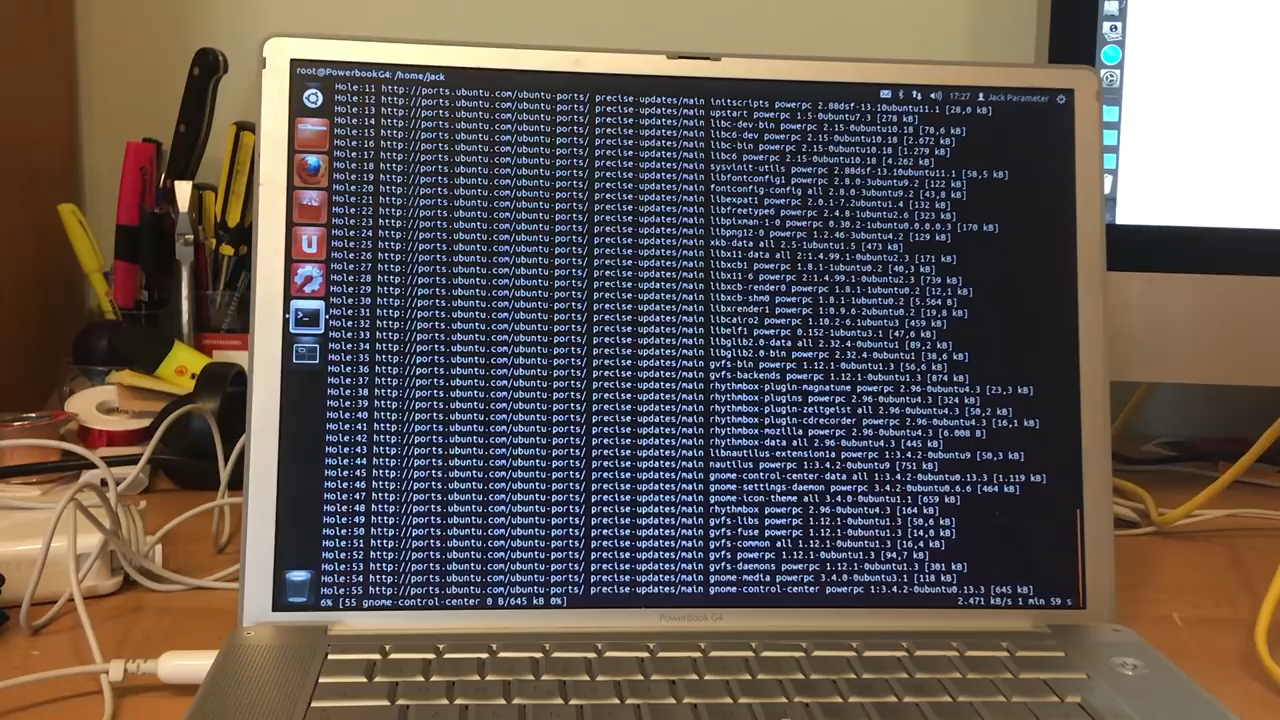 root@PowerbookG4: /home/jack
17:27 Jack Parameter
Hole:11 http://ports.ubuntu.com/ubuntu-ports/ precise-updates/main initscripts powerpc 2.88dsf-13.10ubuntu11.1 [28,0 kB]
Hole:12 http://ports.ubuntu.com/ubuntu-ports/ precise-updates/main upstart powerpc 1.5-0ubuntu7.3 [278 kB]
Hole:13 http://ports.ubuntu.com/ubuntu-ports/ precise-updates/main libc-dev-bin powerpc 2.15-0ubuntu10.18 [78,6 kB]
Hole:14 http://ports.ubuntu.com/ubuntu-ports/ precise-updates/main libc6-dev powerpc 2.15-0ubuntu10.18 [2.672 kB]
Hole:15 http://ports.ubuntu.com/ubuntu-ports/ precise-updates/main libc-bin powerpc 2.15-0ubuntu10.18 [1.279 kB]
Hole:16 http://ports.ubuntu.com/ubuntu-ports/ precise-updates/main libc6 powerpc 2.15-0ubuntu10.18 [4.262 kB]
Hole:17 http://ports.ubuntu.com/ubuntu-ports/ precise-updates/main sysvinit-utils powerpc 2.88dsf-13.10ubuntu11.1 [58,5 kB]
Hole:18 http://ports.ubuntu.com/ubuntu-ports/ precise-updates/main libfontconfig1 powerpc 2.8.0-3ubuntu9.2 [122 kB]
Hole:19 http://ports.ubuntu.com/ubuntu-ports/ precise-updates/main fontconfig-config all 2.8.0-3ubuntu9.2 [43,8 kB]
Hole:20 http://ports.ubuntu.com/ubuntu-ports/ precise-updates/main libexpat1 powerpc 2.0.1-7.2ubuntu1.4 [132 kB]
Hole:21 http://ports.ubuntu.com/ubuntu-ports/ precise-updates/main libfreetype6 powerpc 2.4.8-1ubuntu2.6 [323 kB]
Hole:22 http://ports.ubuntu.com/ubuntu-ports/ precise-updates/main libpixman-1-0 powerpc 0.30.2-1ubuntu0.0.0.0.3 [170 kB]
Hole:23 http://ports.ubuntu.com/ubuntu-ports/ precise-updates/main libpng12-0 powerpc 1.2.46-3ubuntu4.2 [129 kB]
Hole:24 http://ports.ubuntu.com/ubuntu-ports/ precise-updates/main xkb-data all 2.5-1ubuntu1.5 [473 kB]
Hole:25 http://ports.ubuntu.com/ubuntu-ports/ precise-updates/main libx11-data all 2:1.4.99.1-0ubuntu2.3 [171 kB]
Hole:26 http://ports.ubuntu.com/ubuntu-ports/ precise-updates/main libxcb1 powerpc 1.8.1-1ubuntu0.2 [40,3 kB]
Hole:27 http://ports.ubuntu.com/ubuntu-ports/ precise-updates/main libx11-6 powerpc 2:1.4.99.1-0ubuntu2.3 [739 kB]
Hole:28 http://ports.ubuntu.com/ubuntu-ports/ precise-updates/main libxcb-render0 powerpc 1.8.1-1ubuntu0.2 [12,1 kB]
Hole:29 http://ports.ubuntu.com/ubuntu-ports/ precise-updates/main libxcb-shm0 powerpc 1.8.1-1ubuntu0.2 [5.564 B]
Hole:30 http://ports.ubuntu.com/ubuntu-ports/ precise-updates/main libxrender1 powerpc 1:0.9.6-2ubuntu0.2 [19,8 kB]
Hole:31 http://ports.ubuntu.com/ubuntu-ports/ precise-updates/main libcairo2 powerpc 1.10.2-6.1ubuntu3 [459 kB]
Hole:32 http://ports.ubuntu.com/ubuntu-ports/ precise-updates/main libelf1 powerpc 0.152-1ubuntu3.1 [47,6 kB]
Hole:33 http://ports.ubuntu.com/ubuntu-ports/ precise-updates/main libglib2.0-data all 2.32.4-0ubuntu1 [89,2 kB]
Hole:34 http://ports.ubuntu.com/ubuntu-ports/ precise-updates/main libglib2.0-bin powerpc 2.32.4-0ubuntu1 [38,6 kB]
Hole:35 http://ports.ubuntu.com/ubuntu-ports/ precise-updates/main gvfs-bin powerpc 1.12.1-0ubuntu1.3 [56,6 kB]
Hole:36 http://ports.ubuntu.com/ubuntu-ports/ precise-updates/main gvfs-backends powerpc 1.12.1-0ubuntu1.3 [874 kB]
Hole:37 http://ports.ubuntu.com/ubuntu-ports/ precise-updates/main rhythmbox-plugin-magnatune powerpc 2.96-0ubuntu4.3 [23,3 kB]
Hole:38 http://ports.ubuntu.com/ubuntu-ports/ precise-updates/main rhythmbox-plugins powerpc 2.96-0ubuntu4.3 [324 kB]
Hole:39 http://ports.ubuntu.com/ubuntu-ports/ precise-updates/main rhythmbox-plugin-zeitgeist all 2.96-0ubuntu4.3 [50,2 kB]
Hole:40 http://ports.ubuntu.com/ubuntu-ports/ precise-updates/main rhythmbox-plugin-cdrecorder powerpc 2.96-0ubuntu4.3 [16,1 kB]
Hole:41 http://ports.ubuntu.com/ubuntu-ports/ precise-updates/main rhythmbox-mozilla powerpc 2.96-0ubuntu4.3 [6.008 B]
Hole:42 http://ports.ubuntu.com/ubuntu-ports/ precise-updates/main rhythmbox-data all 2.96-0ubuntu4.3 [445 kB]
Hole:43 http://ports.ubuntu.com/ubuntu-ports/ precise-updates/main libnautilus-extension1a powerpc 1:3.4.2-0ubuntu9 [50,3 kB]
Hole:44 http://ports.ubuntu.com/ubuntu-ports/ precise-updates/main nautilus powerpc 1:3.4.2-0ubuntu9 [751 kB]
Hole:45 http://ports.ubuntu.com/ubuntu-ports/ precise-updates/main gnome-control-center-data all 1:3.4.2-0ubuntu0.13.3 [1.119 kB]
Hole:46 http://ports.ubuntu.com/ubuntu-ports/ precise-updates/main gnome-settings-daemon powerpc 3.4.2-0ubuntu0.6.6 [464 kB]
Hole:47 http://ports.ubuntu.com/ubuntu-ports/ precise-updates/main gnome-icon-theme all 3.4.0-0ubuntu1.1 [659 kB]
Hole:48 http://ports.ubuntu.com/ubuntu-ports/ precise-updates/main rhythmbox powerpc 2.96-0ubuntu4.3 [164 kB]
Hole:49 http://ports.ubuntu.com/ubuntu-ports/ precise-updates/main gvfs-libs powerpc 1.12.1-0ubuntu1.3 [50,6 kB]
Hole:50 http://ports.ubuntu.com/ubuntu-ports/ precise-updates/main gvfs-fuse powerpc 1.12.1-0ubuntu1.3 [14,0 kB]
Hole:51 http://ports.ubuntu.com/ubuntu-ports/ precise-updates/main gvfs-common all 1.12.1-0ubuntu1.3 [16,4 kB]
Hole:52 http://ports.ubuntu.com/ubuntu-ports/ precise-updates/main gvfs powerpc 1.12.1-0ubuntu1.3 [94,7 kB]
Hole:53 http://ports.ubuntu.com/ubuntu-ports/ precise-updates/main gvfs-daemons powerpc 1.12.1-0ubuntu1.3 [301 kB]
Hole:54 http://ports.ubuntu.com/ubuntu-ports/ precise-updates/main gnome-media powerpc 3.4.0-0ubuntu3.1 [118 kB]
Hole:55 http://ports.ubuntu.com/ubuntu-ports/ precise-updates/main gnome-control-center powerpc 1:3.4.2-0ubuntu0.13.3 [645 kB]
6% [55 gnome-control-center 0 B/645 kB 0%] 2.471 kB/s 1 min 59 s
PowerBook G4